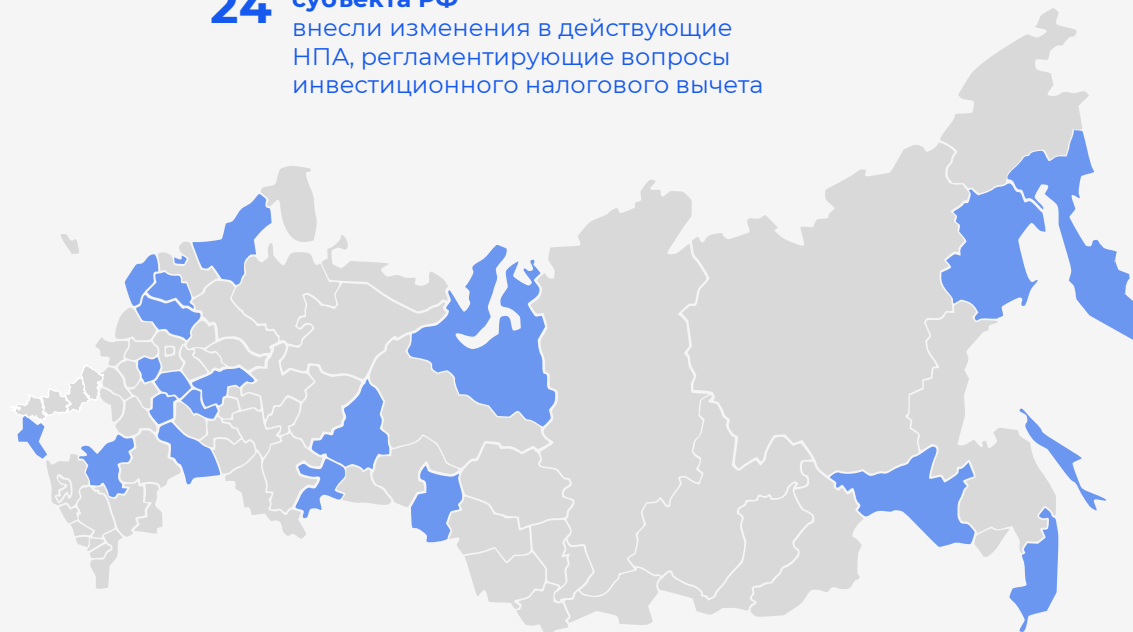 24 субъекта РФ
внесли изменения в действующие
НПА, регламентирующие вопросы
инвестиционного налогового вычета